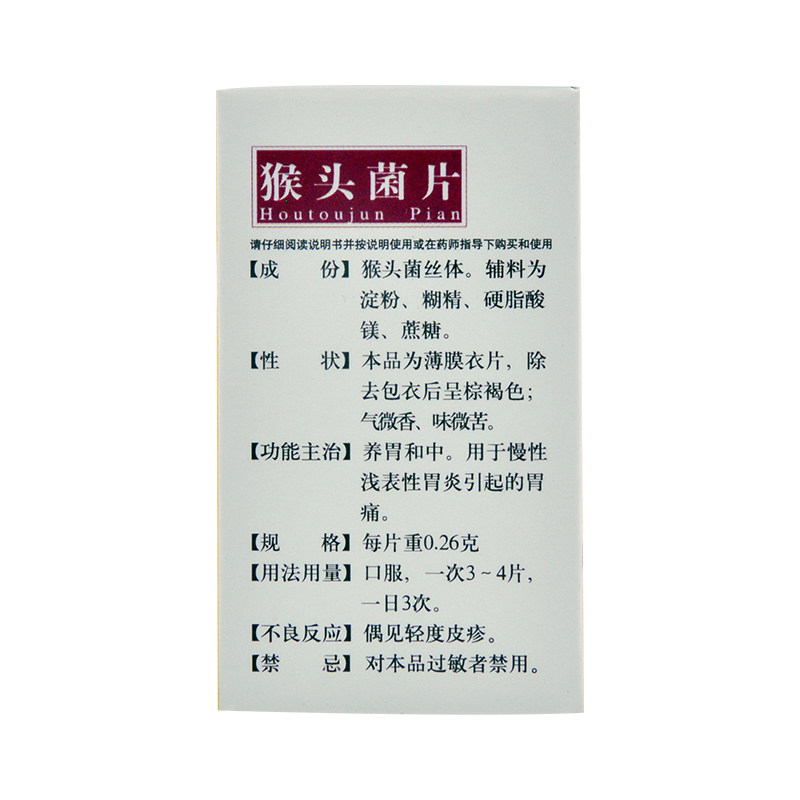 猴头菌片
Houtoujun Pian
请仔细阅读说明书并按说明使用或在药师指导下购买和使用
【成 份】猴头菌丝体。辅料为
淀粉、糊精、硬脂酸
镁、蔗糖。
【性 状】本品为薄膜衣片，除
去包衣后呈棕褐色；
气微香、味微苦。
【功能主治】养胃和中。用于慢性
浅表性胃炎引起的胃
痛。
【规 格】每片重0.26克
【用法用量】口服，一次3～4片，
一日3次。
【不良反应】偶见轻度皮疹。
【禁 忌】对本品过敏者禁用。